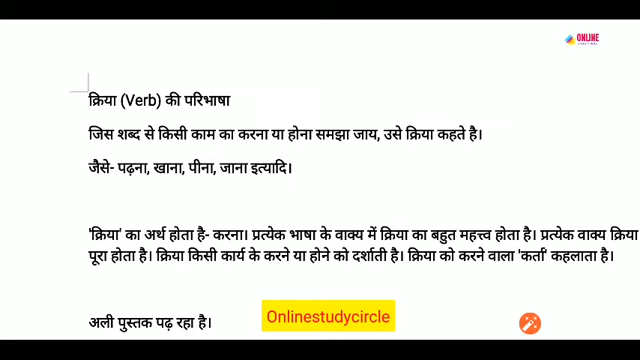 ONLINE
क्रिया (Verb) की परिभाषा
जिस शब्द से किसी काम का करना या होना समझा जाय, उसे क्रिया कहते है।
जैसे- पढ़ना, खाना, पीना, जाना इत्यादि।
'क्रिया' का अर्थ होता है- करना। प्रत्येक भाषा के वाक्य में क्रिया का बहुत महत्त्व होता है। प्रत्येक वाक्य क्रिया
पूरा होता है। क्रिया किसी कार्य के करने या होने को दर्शाती है। क्रिया को करने वाला 'कर्ता' कहलाता है।
अली पुस्तक पढ़ रहा है।
Onlinestudycircle